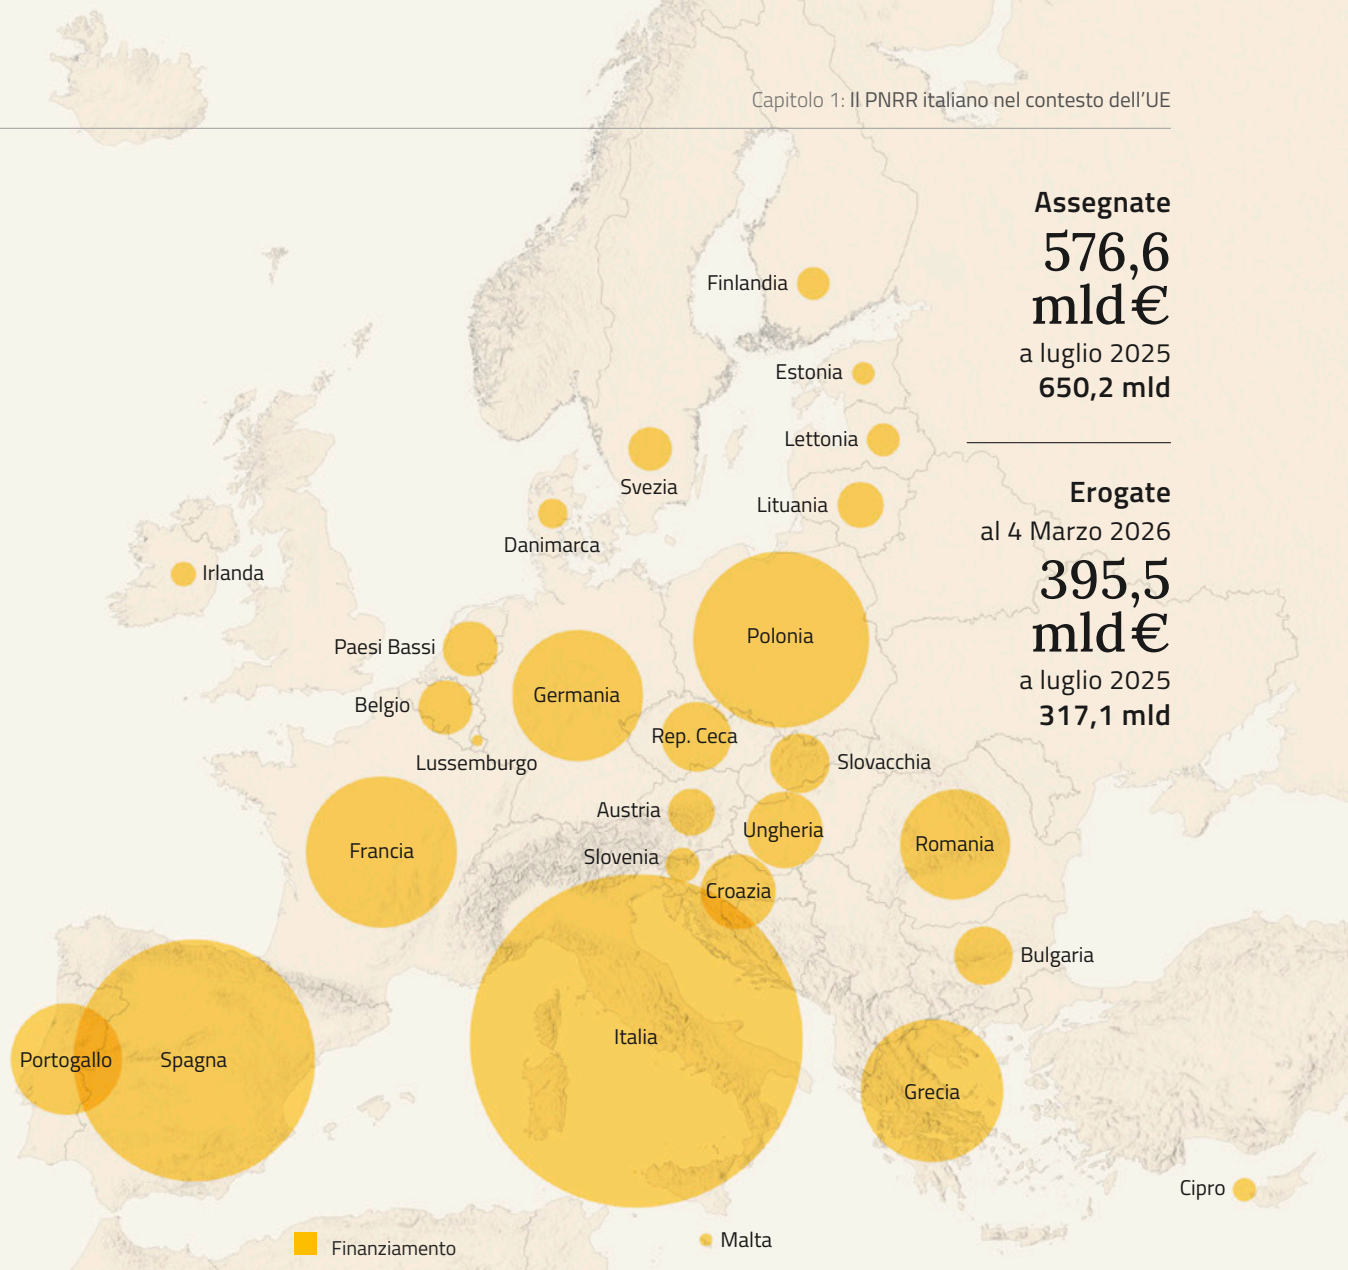 Capitolo 1: Il PNRR italiano nel contesto dell'UE
Assegnate
576,6
mld €
a luglio 2025
650,2 mld
Erogate
al 4 Marzo 2026
395,5
mld €
a luglio 2025
317,1 mld
Finlandia
Estonia
Lettonia
Svezia
Lituania
Danimarca
Irlanda
Polonia
Paesi Bassi
Germania
Belgio
Rep. Ceca
Lussemburgo
Slovacchia
Austria
Ungheria
Romania
Francia
Slovenia
Croazia
Bulgaria
Italia
Portogallo
Spagna
Grecia
Cipro
Malta
Finanziamento